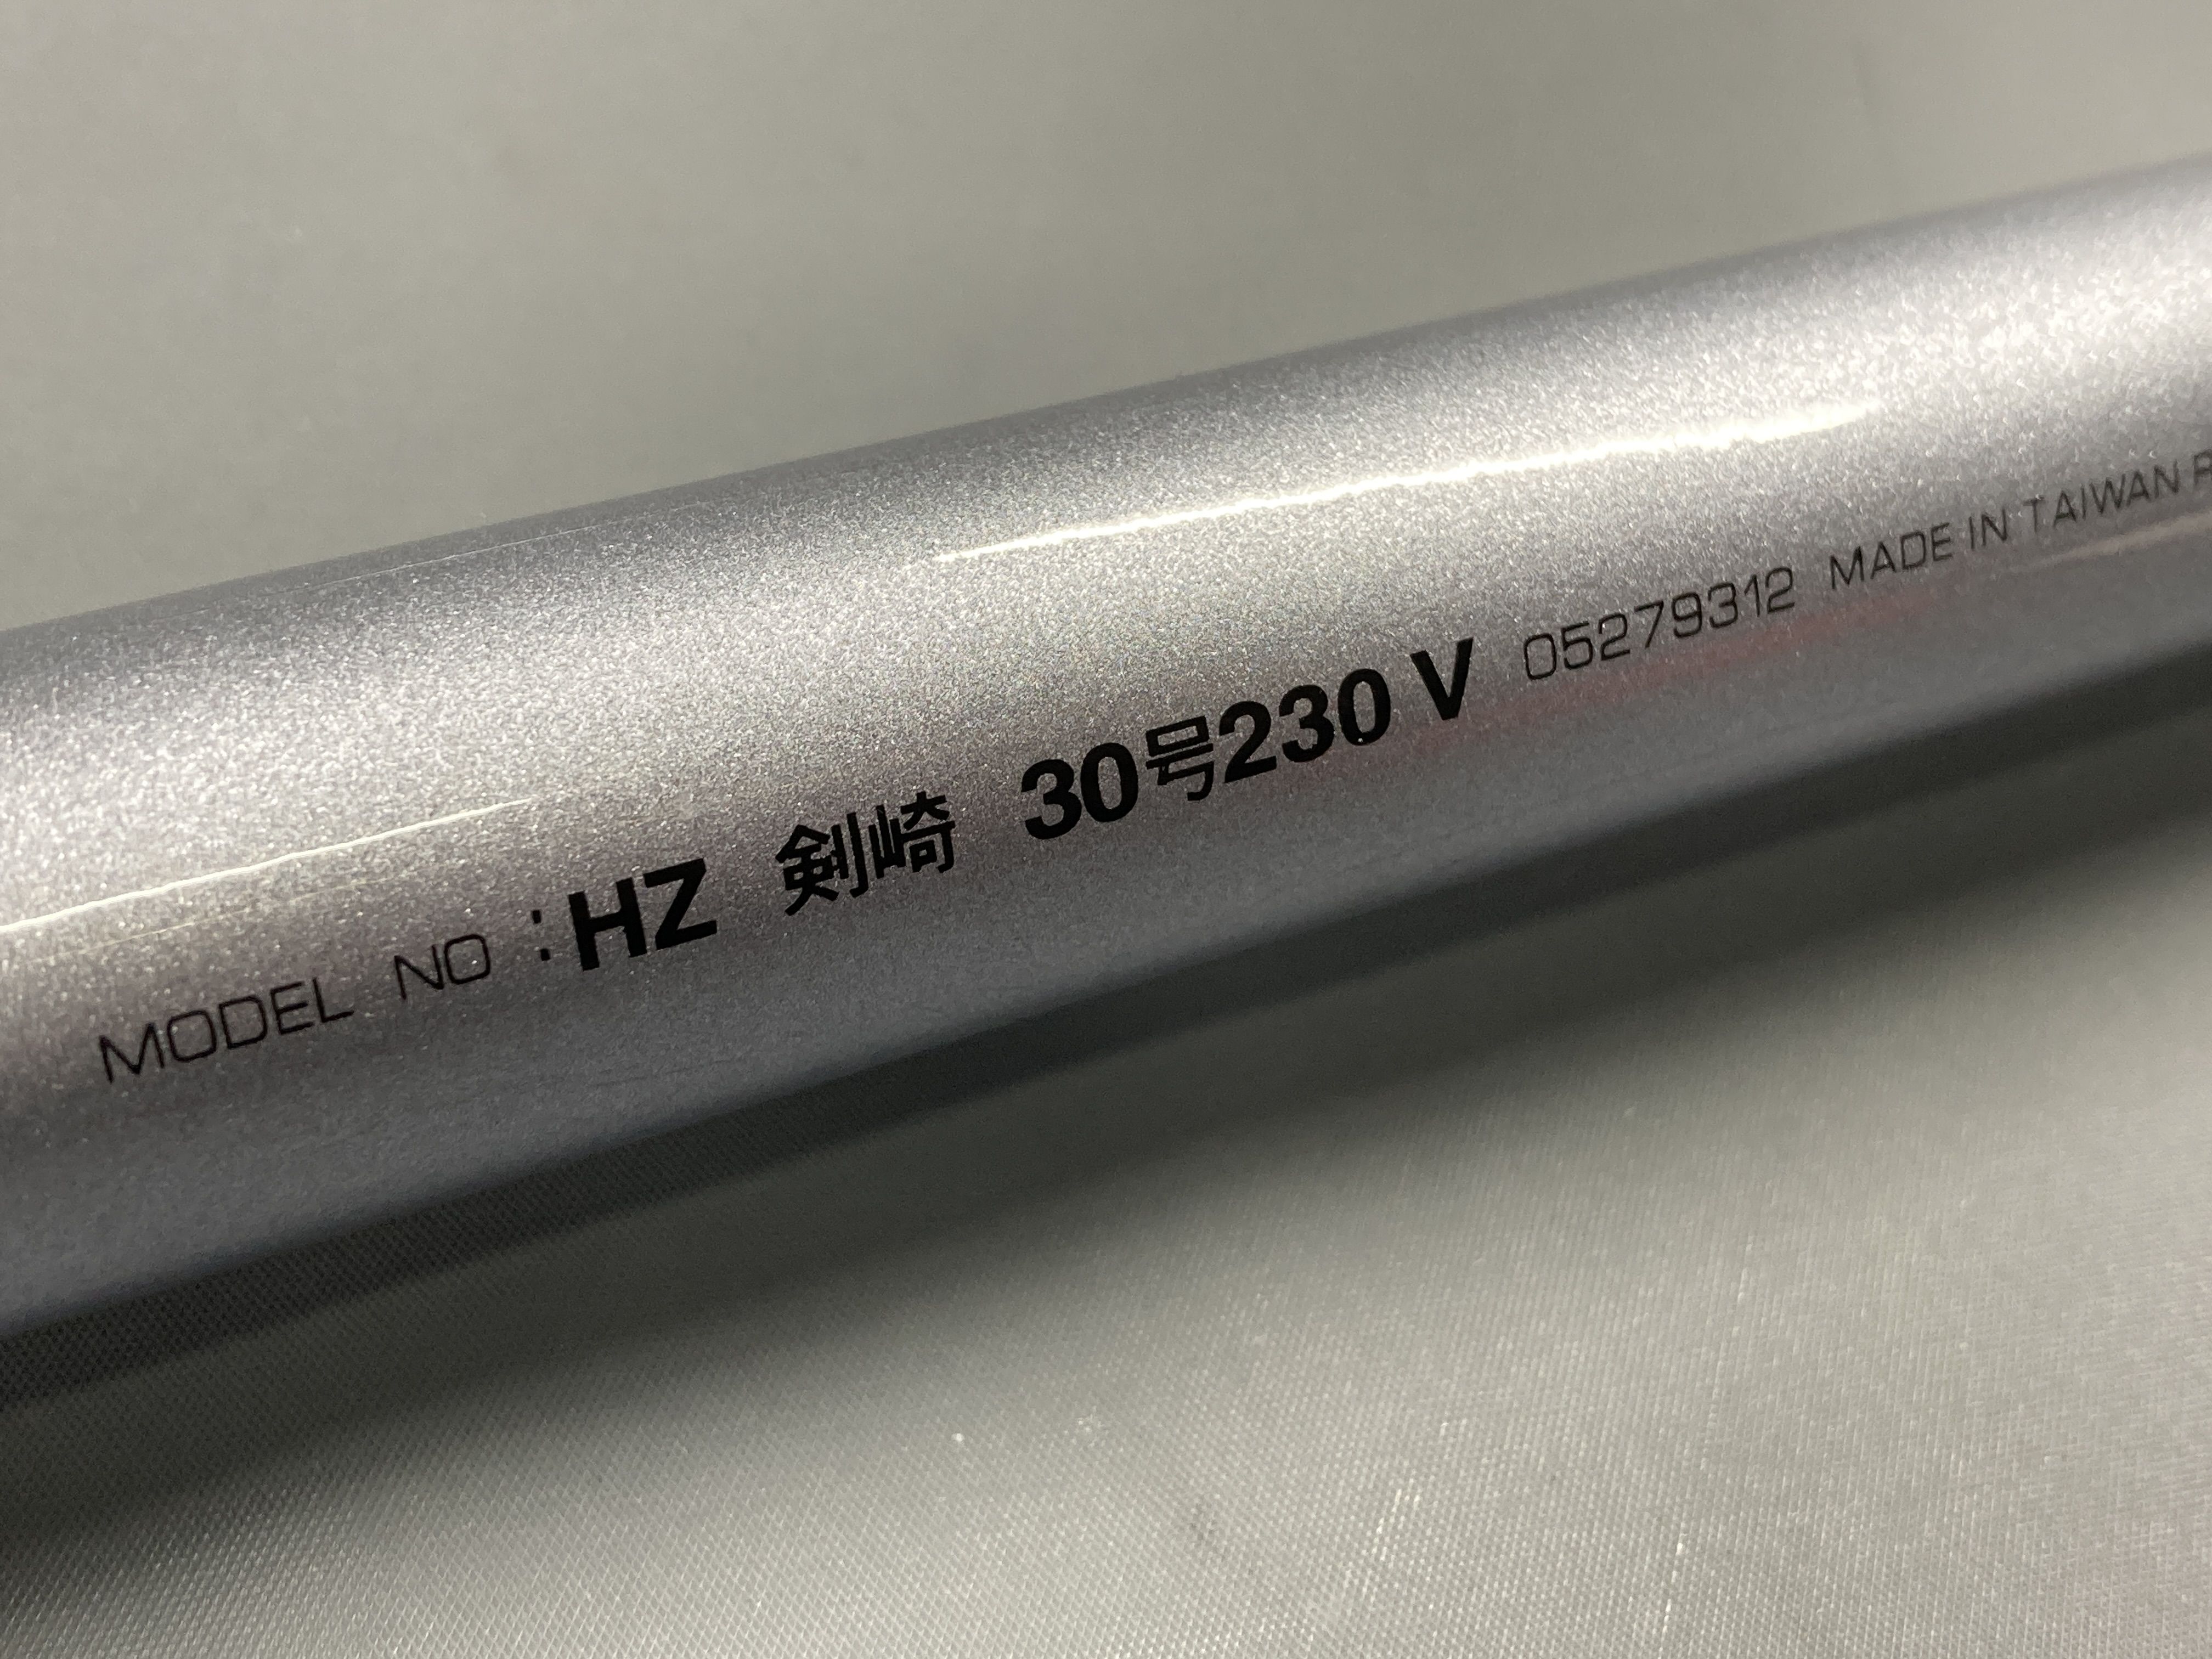 MODEL NO : HZ 剣崎 30号230 V 05279312 MADE IN TAIWAN